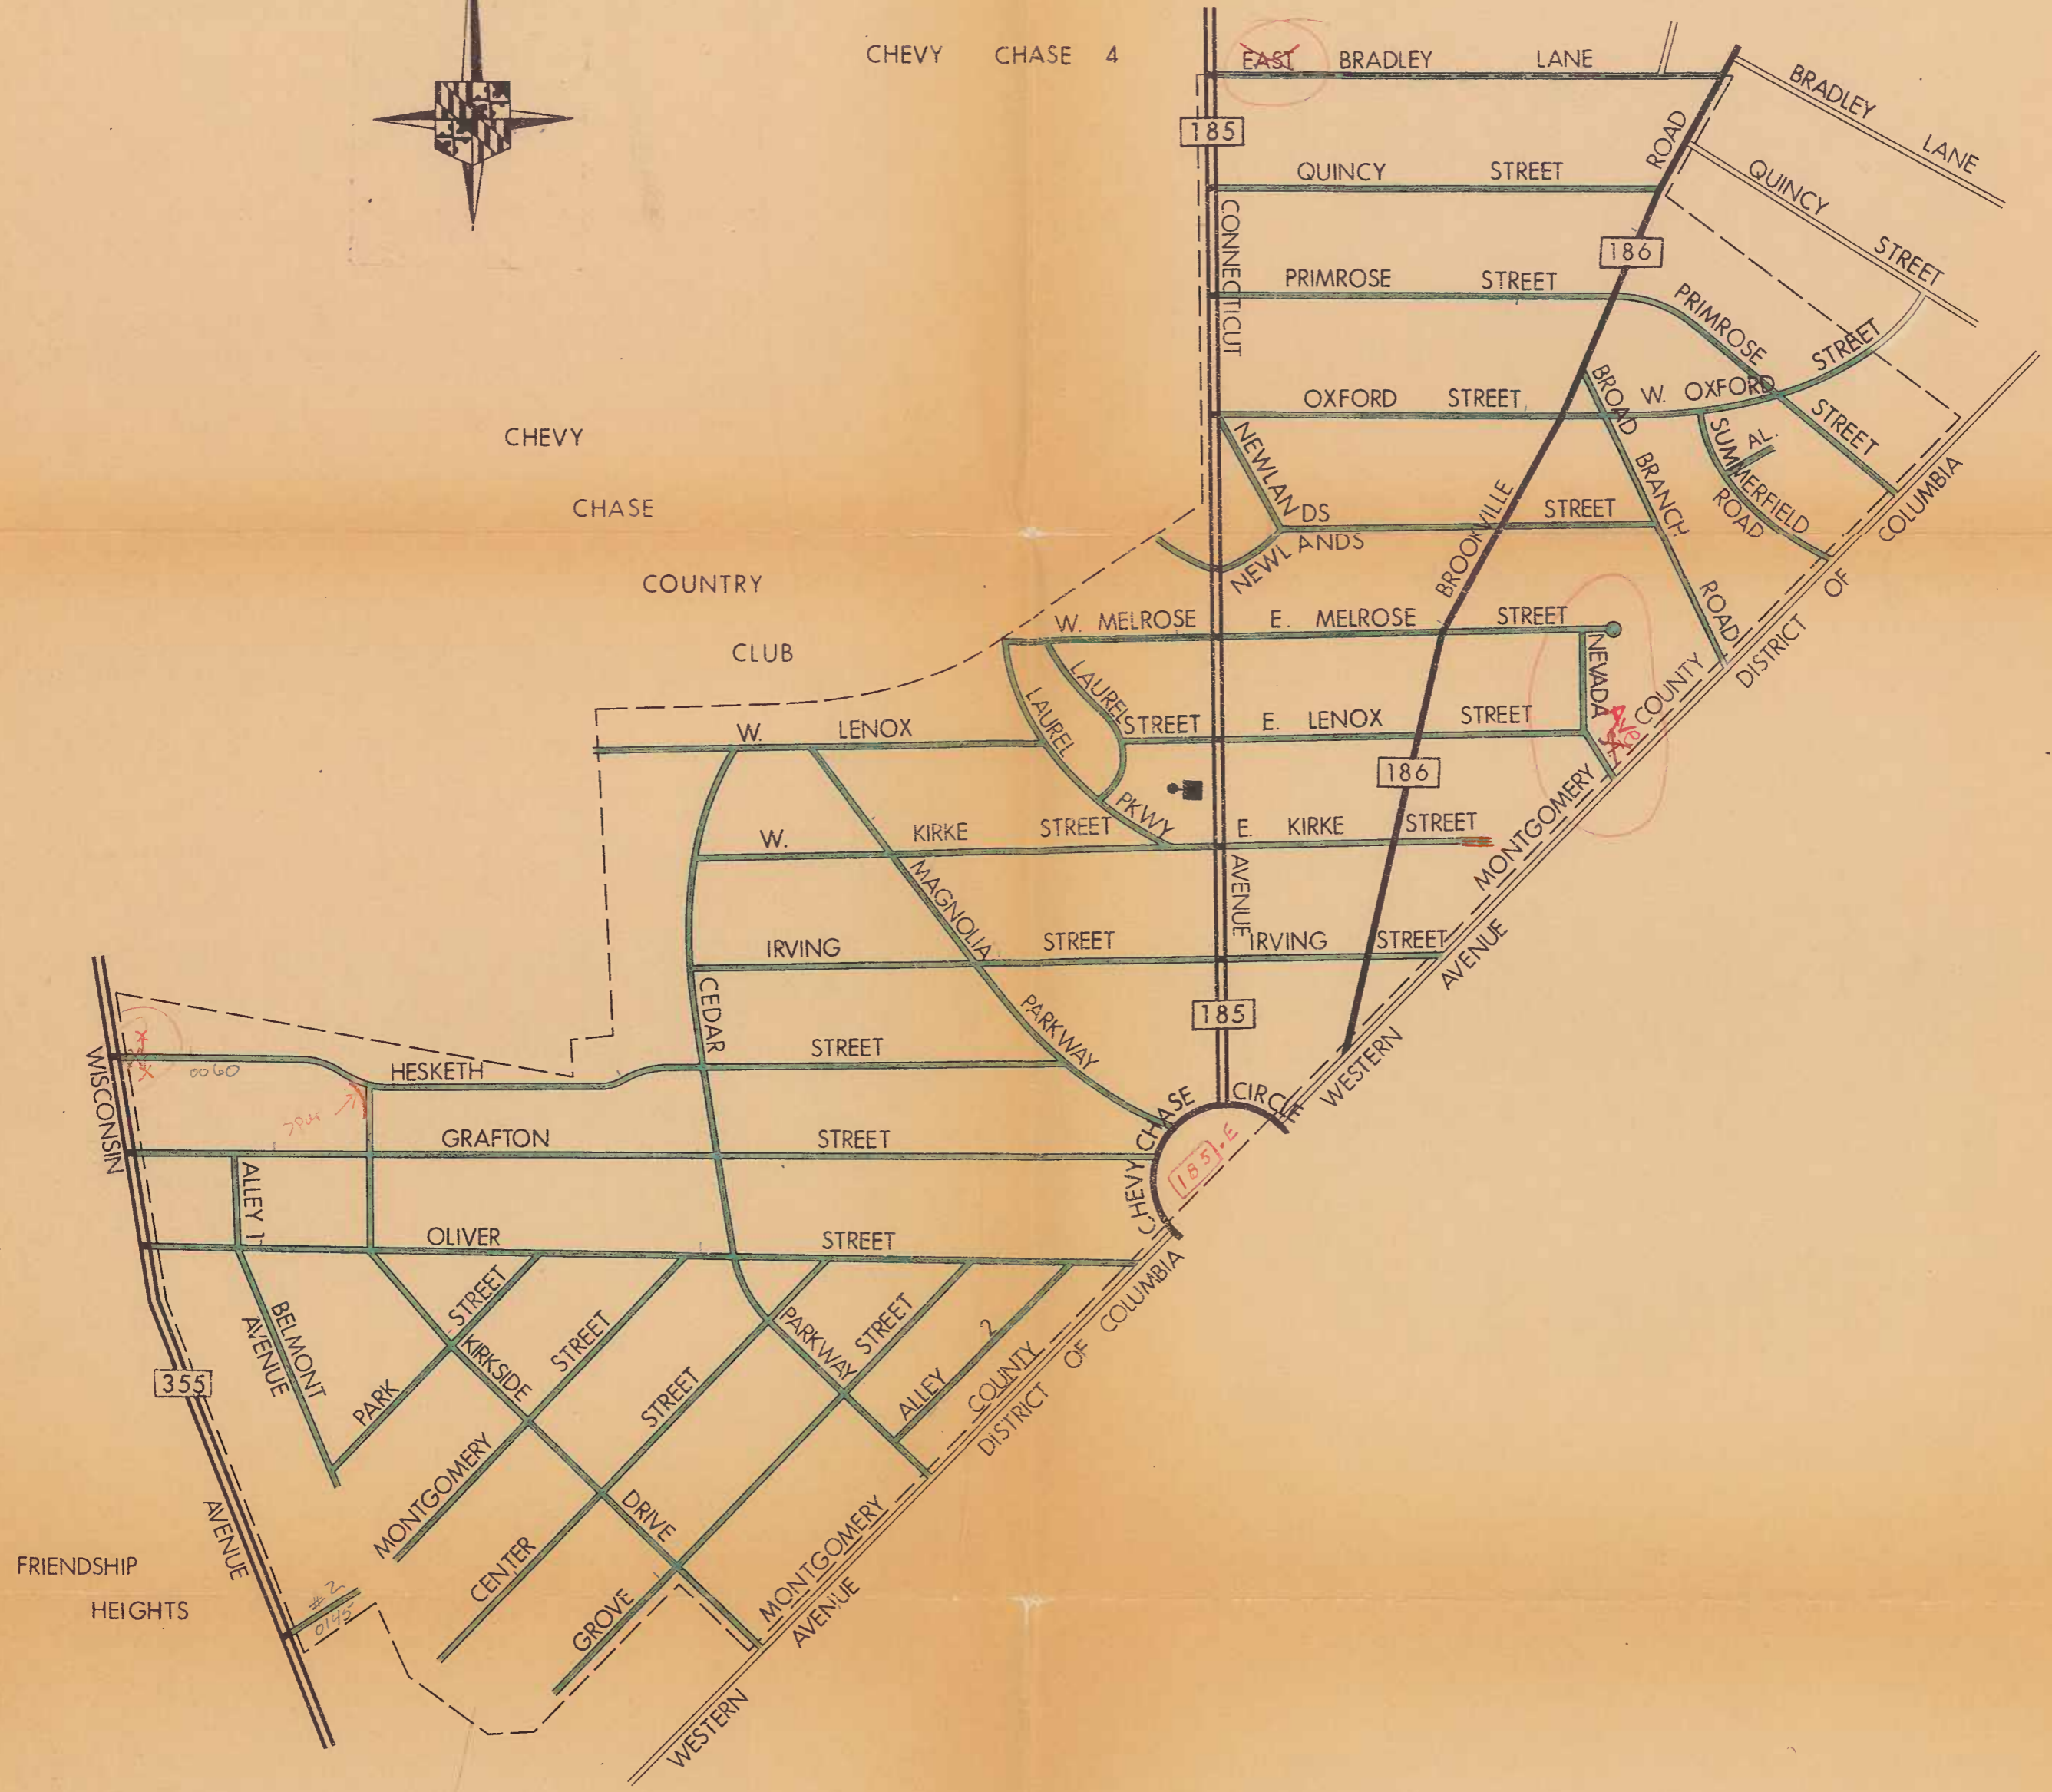 CHEVY CHASE 4
EAST BRADLEY LANE
BRADLEY LANE
185
ROAD
QUINCY STREET
QUINCY STREET
CONNECTICUT
186
PRIMROSE STREET
PRIMROSE STREET
OXFORD STREET
BROAD BRANCH ROAD
W. OXFORD STREET
SUMMERFIELD ROAD
AL.
CHEVY
CHASE
COUNTRY
CLUB
NEWLANDS STREET
NEWLANDS
BROOKVILLE
DISTRICT OF COLUMBIA
W. MELROSE
E. MELROSE STREET
NEVADA
Ave
St.
LAUREL
LAUREL
PKWY
W. LENOX STREET
E. LENOX STREET
186
MONTGOMERY COUNTY
W. KIRKE STREET
E. KIRKE STREET
MAGNOLIA PARKWAY
AVENUE
IRVING STREET
IRVING STREET
WESTERN AVENUE
185
CEDAR
HESKETH STREET
0060
WISCONSIN
spur
CHEVY CHASE CIRCLE
185.E
GRAFTON STREET
ALLEY 1
OLIVER STREET
BELMONT AVENUE
PARK STREET
KIRKSIDE DRIVE
MONTGOMERY STREET
CENTER STREET
PARKWAY
GROVE STREET
ALLEY 2
MONTGOMERY COUNTY
DISTRICT OF COLUMBIA
355
AVENUE
FRIENDSHIP
HEIGHTS
#2
0145
WESTERN AVENUE